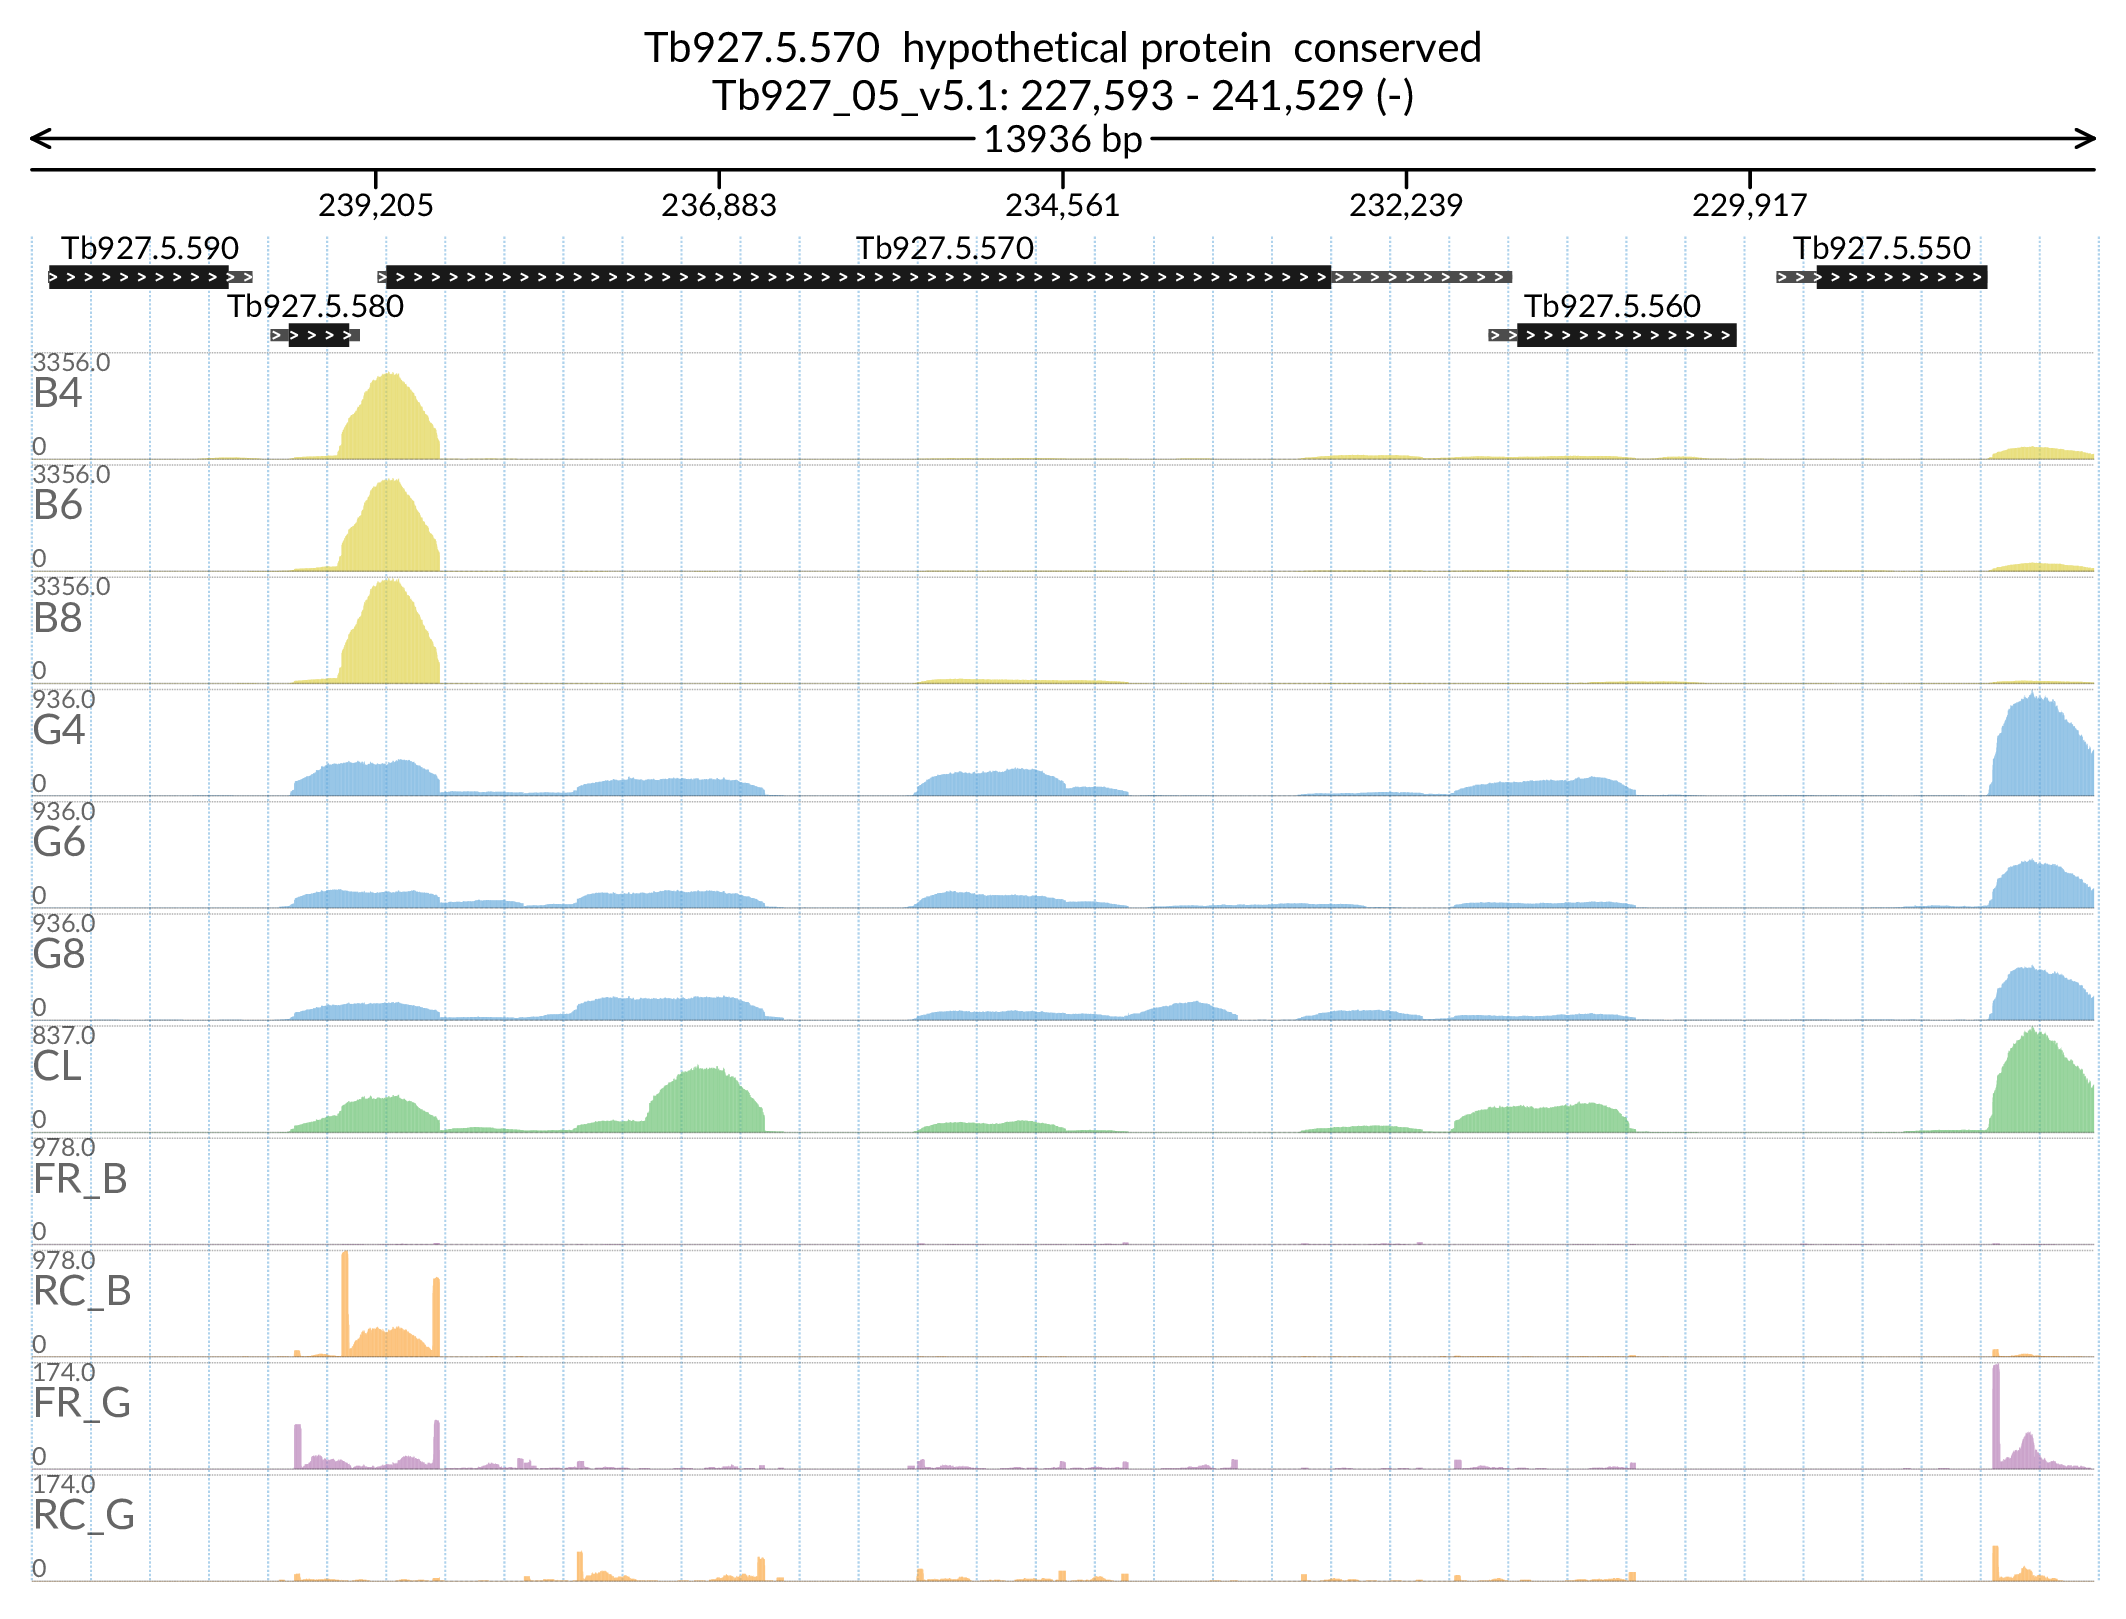 Tb927.5.570  hypothetical protein  conserved
Tb927_05_v5.1: 227,593 - 241,529 (-)
13936 bp
239,205 236,883 234,561 232,239 229,917
Tb927.5.590 Tb927.5.570 Tb927.5.550
Tb927.5.580 Tb927.5.560
3356.0
B4
0
3356.0
B6
0
3356.0
B8
0
936.0
G4
0
936.0
G6
0
936.0
G8
0
837.0
CL
0
978.0
FR_B
0
978.0
RC_B
0
174.0
FR_G
0
174.0
RC_G
0